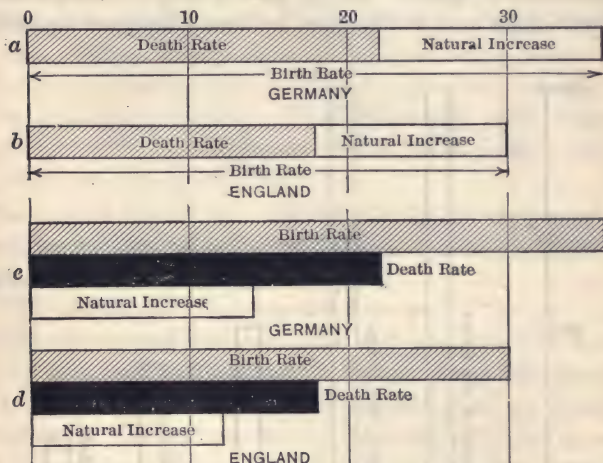 0 10 20 30
a Death Rate Natural Increase
Birth Rate
GERMANY
b Death Rate Natural Increase
Birth Rate
ENGLAND
Birth Rate
c Death Rate
Natural Increase
GERMANY
Birth Rate
d Death Rate
Natural Increase
ENGLAND